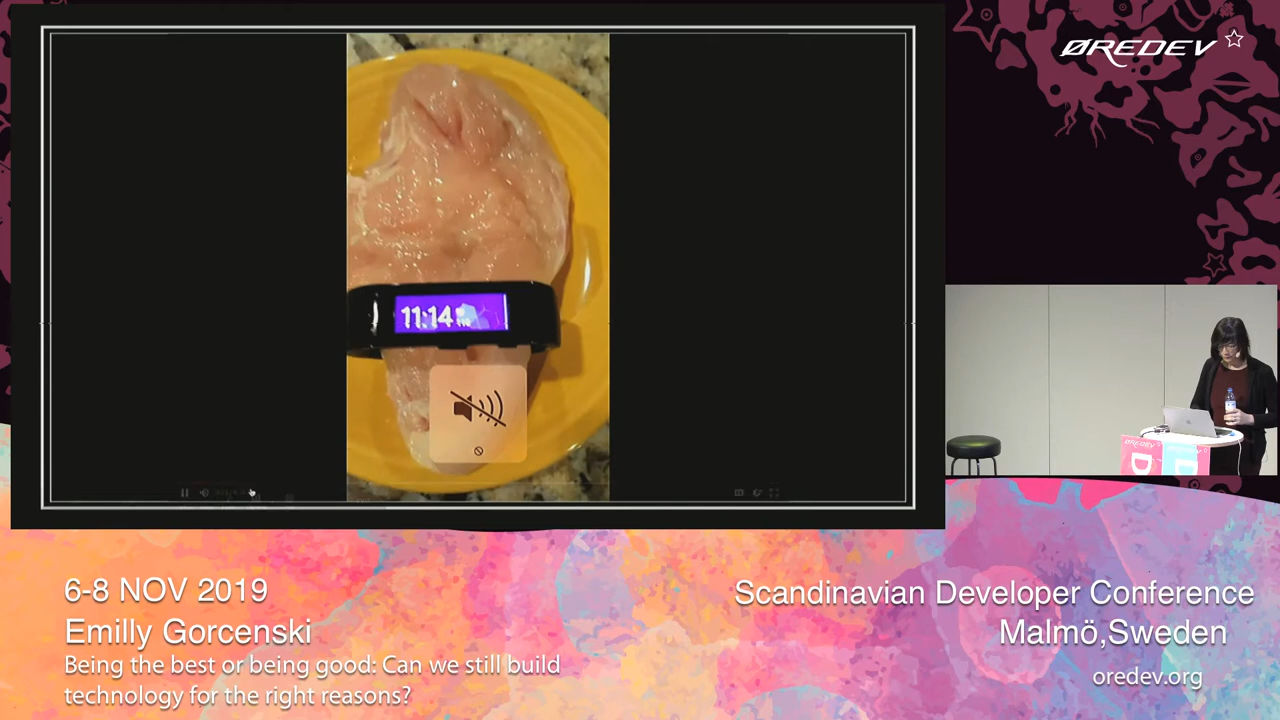 ØREDEV
11:14
6-8 NOV 2019
Emilly Gorcenski
Being the best or being good: Can we still build
technology for the right reasons?
Scandinavian Developer Conference
Malmö,Sweden
oredev.org
ØREDEV
D
D